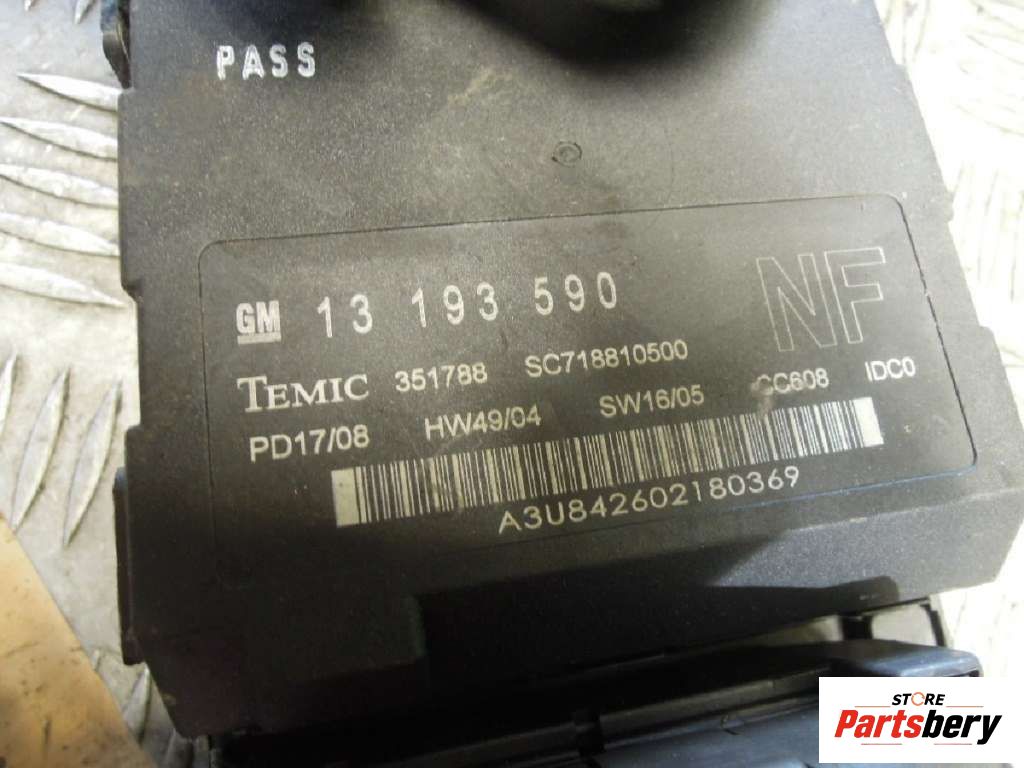 PASS
GM 13 193 590 NF
TEMIC 351788 SC718810500
PD17/08 HW49/04 SW16/05 CC608 IDC0
A3U842602180369
STORE
Partsbery